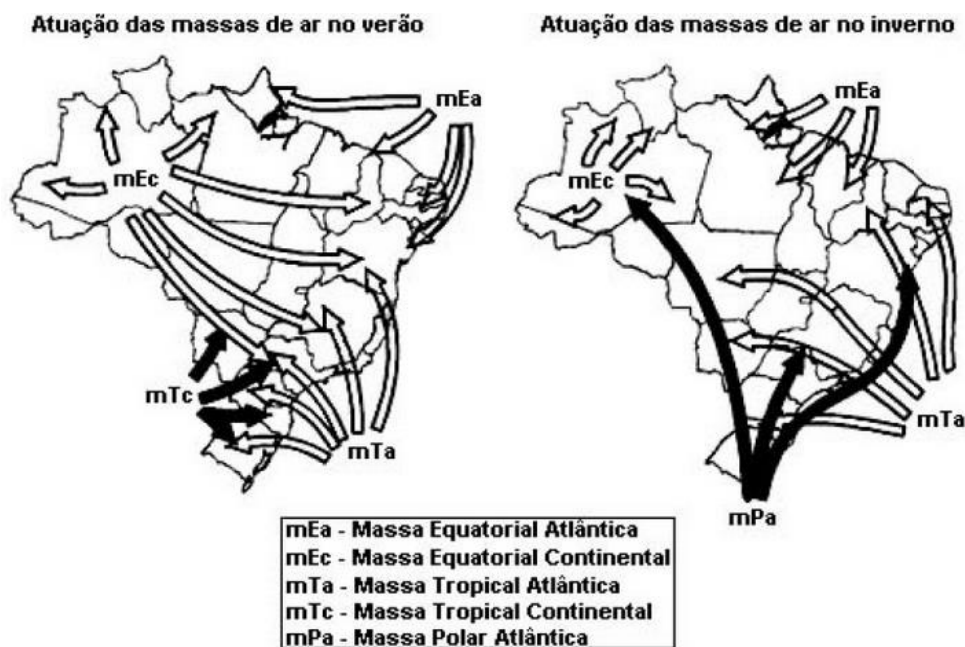 Atuação das massas de ar no verão
Atuação das massas de ar no inverno
mEa
mEc
mTc
mTa
mEa
mEc
mTa
mPa
mEa - Massa Equatorial Atlântica
mEc - Massa Equatorial Continental
mTa - Massa Tropical Atlântica
mTc - Massa Tropical Continental
mPa - Massa Polar Atlântica